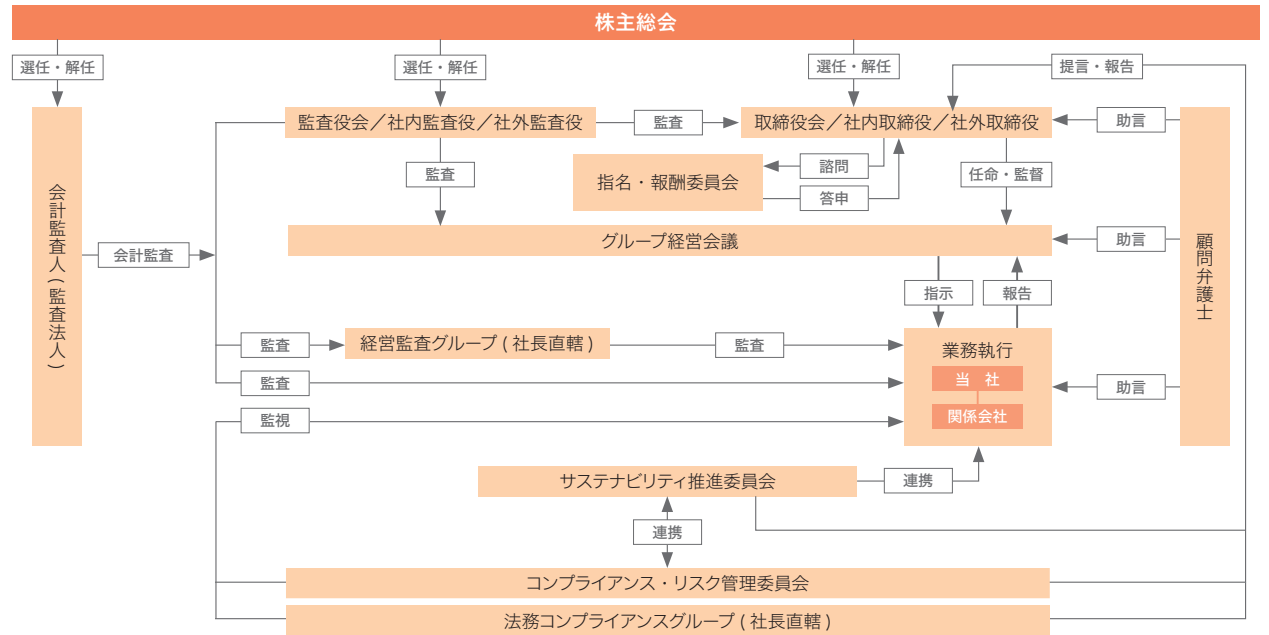 株主総会
選任・解任
選任・解任
選任・解任
提言・報告
監査役会／社内監査役／社外監査役
監査
取締役会／社内取締役／社外取締役
助言
監査
指名・報酬委員会
諮問
答申
任命・監督
会計監査人(監査法人)
会計監査
グループ経営会議
助言
顧問弁護士
指示
報告
監査
経営監査グループ ( 社長直轄 )
監査
業務執行
当　社
関係会社
監査
助言
監視
サステナビリティ推進委員会
連携
連携
コンプライアンス・リスク管理委員会
法務コンプライアンスグループ ( 社長直轄 )